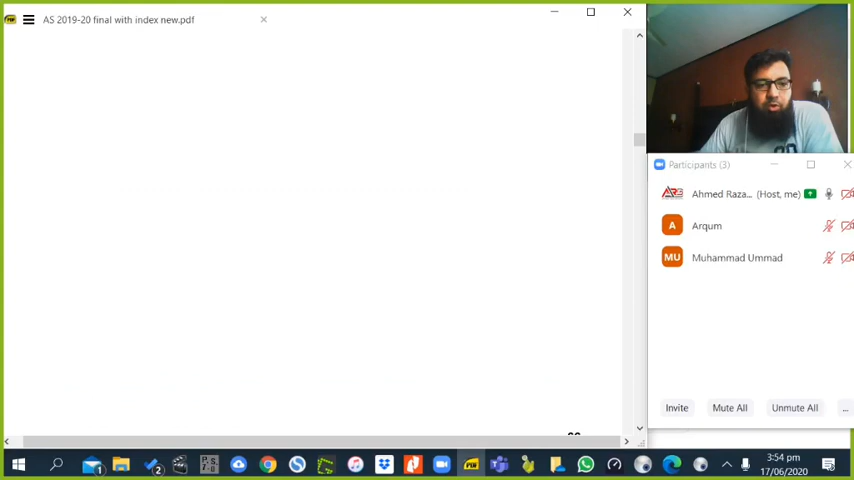 AS 2019-20 final with index new.pdf
Participants (3)
Ahmed Raza... (Host, me)
A Arqum
MU Muhammad Ummad
Invite Mute All Unmute All ...
3:54 pm
17/06/2020